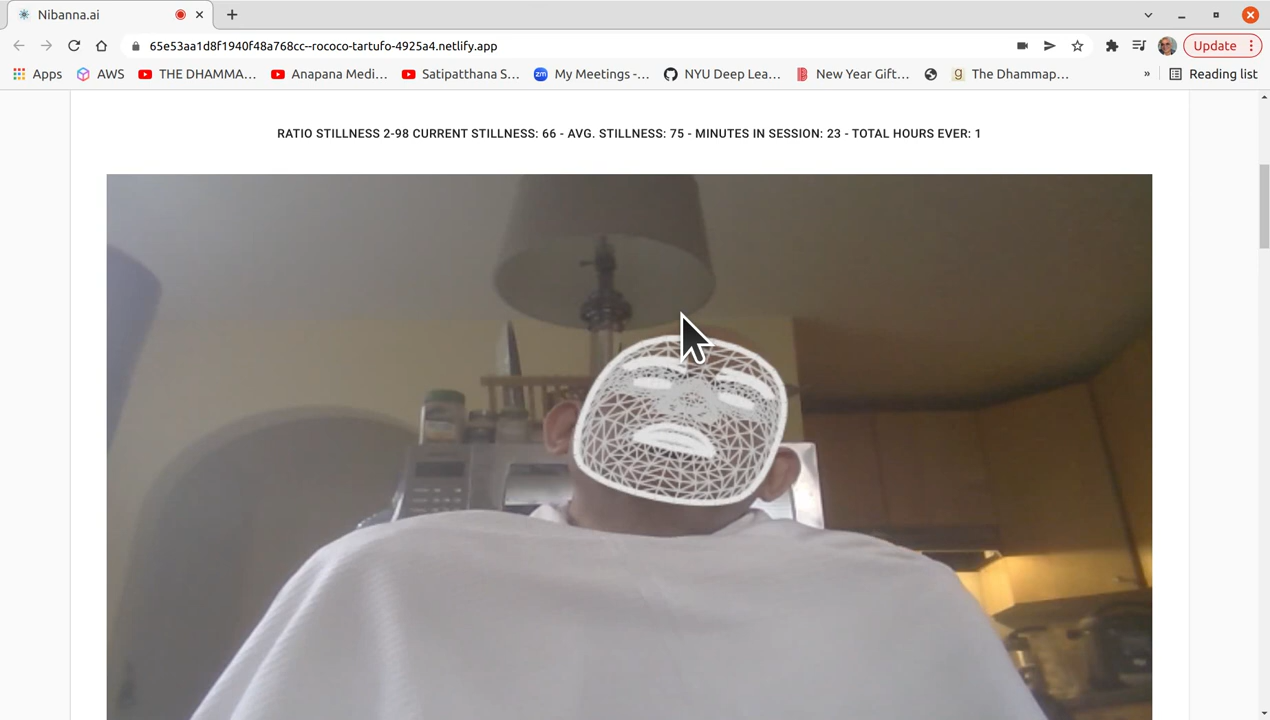 Nibanna.ai
65e53aa1d8f1940f48a768cc--rococo-tartufo-4925a4.netlify.app
Update
Apps AWS THE DHAMMA... Anapana Medi... Satipatthana S... My Meetings -... NYU Deep Lea... New Year Gift... The Dhammap... » Reading list
RATIO STILLNESS 2-98 CURRENT STILLNESS: 66 - AVG. STILLNESS: 75 - MINUTES IN SESSION: 23 - TOTAL HOURS EVER: 1